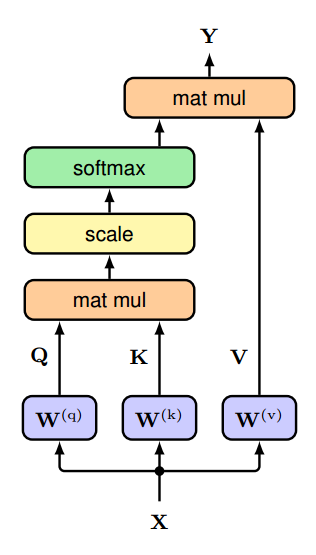 Y
mat mul
softmax
scale
mat mul
Q K V
W(q) W(k) W(v)
X